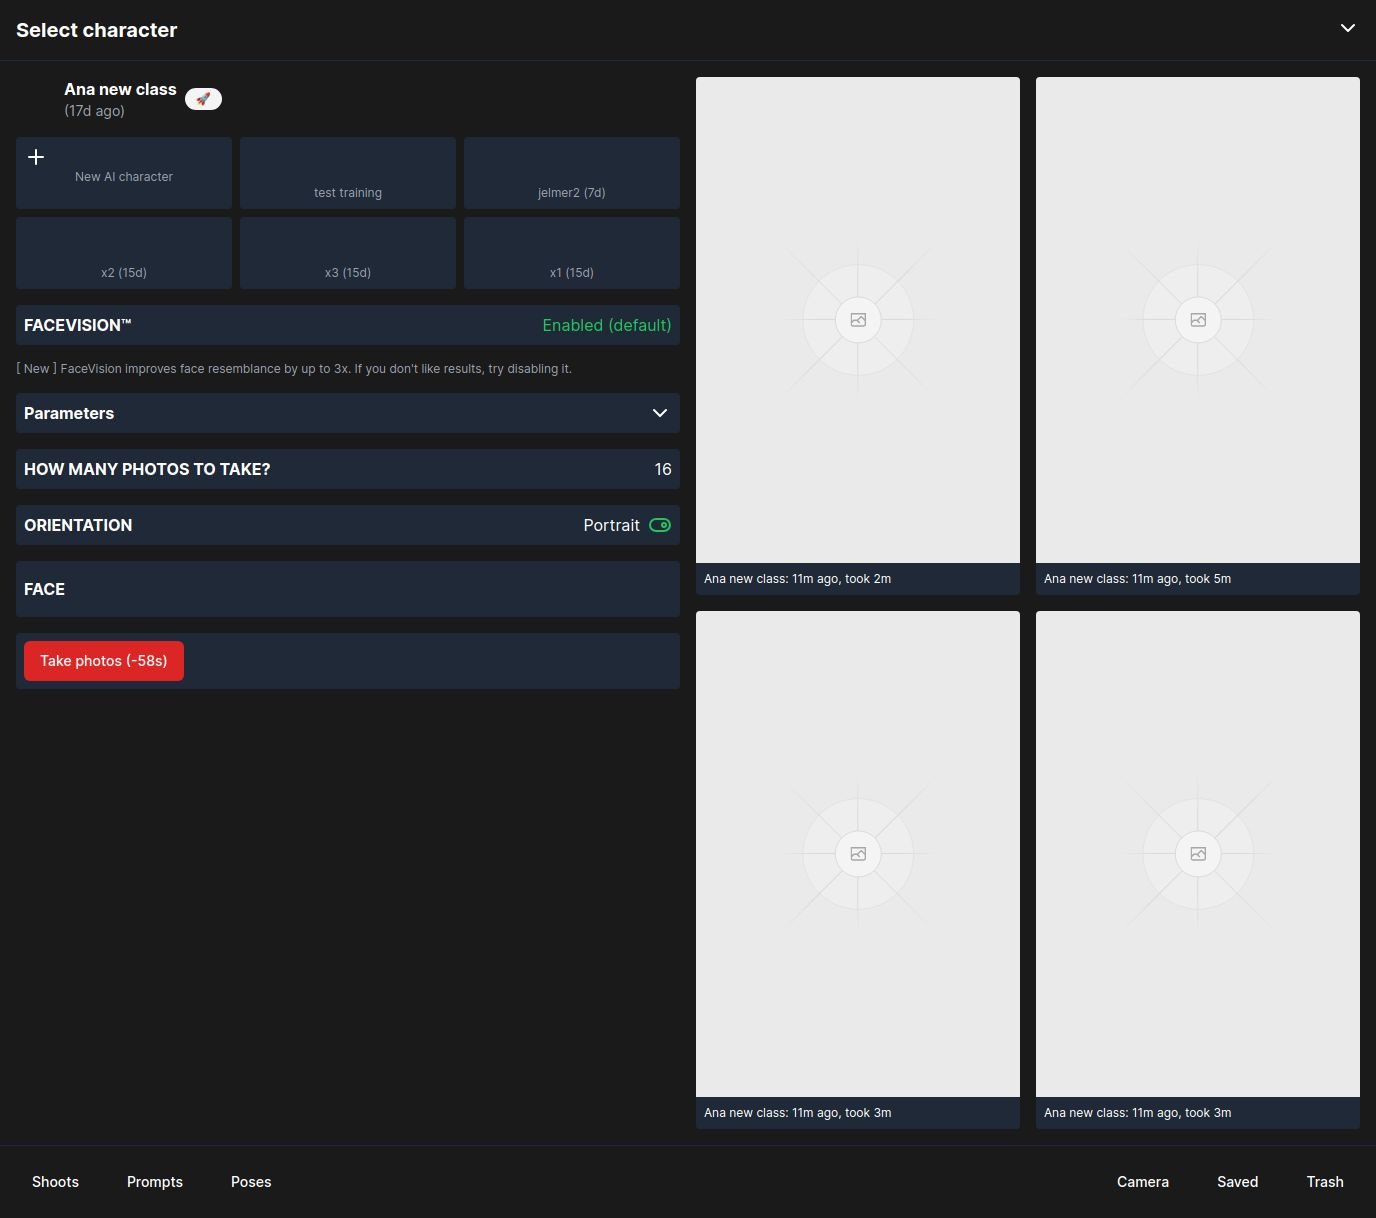 Select character
Ana new class
(17d ago)
🚀
New AI character
test training
jelmer2 (7d)
x2 (15d)
x3 (15d)
x1 (15d)
FACEVISION™
Enabled (default)
[ New ] FaceVision improves face resemblance by up to 3x. If you don't like results, try disabling it.
Parameters
HOW MANY PHOTOS TO TAKE?
16
ORIENTATION
Portrait
FACE
Take photos (-58s)
Ana new class: 11m ago, took 2m
Ana new class: 11m ago, took 5m
Ana new class: 11m ago, took 3m
Ana new class: 11m ago, took 3m
Shoots
Prompts
Poses
Camera
Saved
Trash